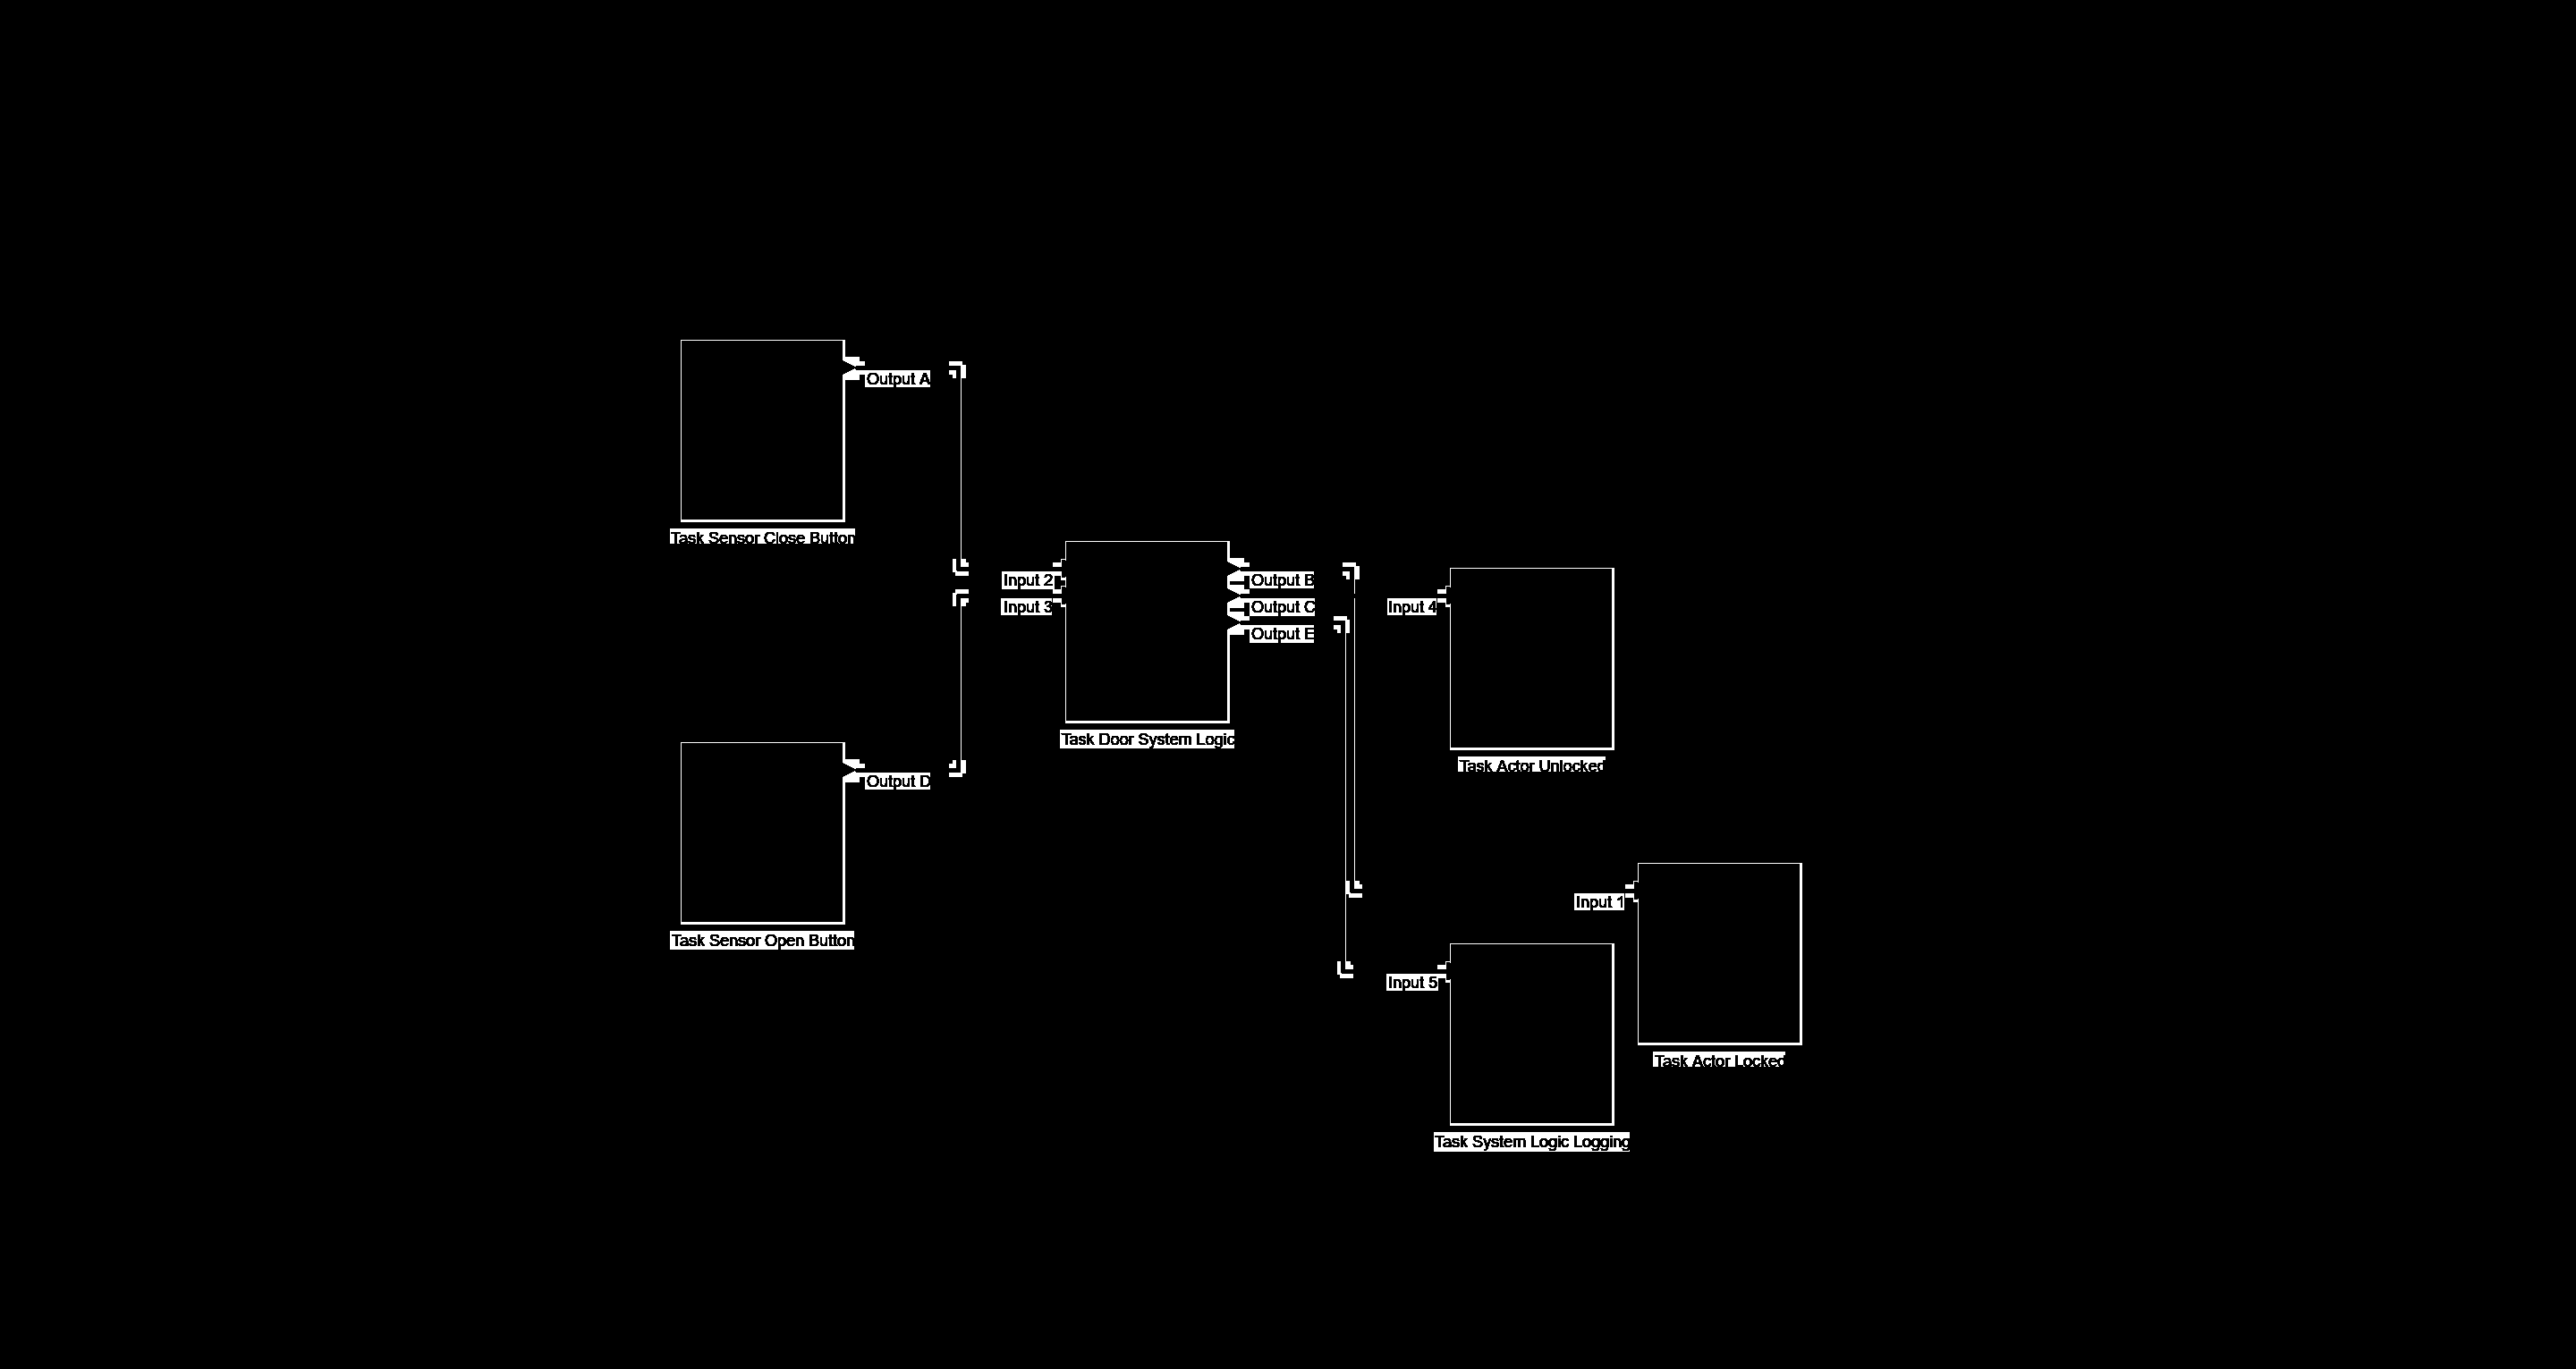 Output A
Task Sensor Close Button
Input 2
Input 3
Output B
Output C
Output E
Task Door System Logic
Input 4
Task Actor Unlocked
Output D
Task Sensor Open Button
Input 1
Task Actor Locked
Input 5
Task System Logic Logging